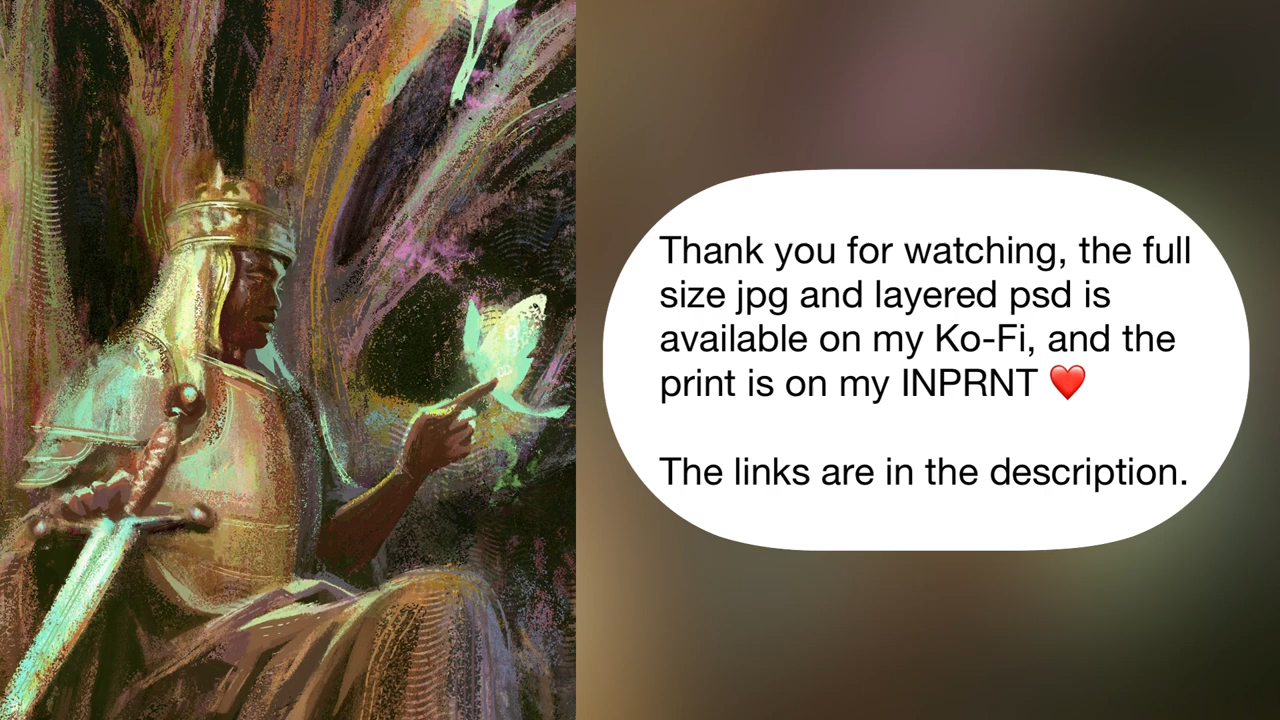 Thank you for watching, the full
size jpg and layered psd is
available on my Ko-Fi, and the
print is on my INPRNT ❤️
The links are in the description.